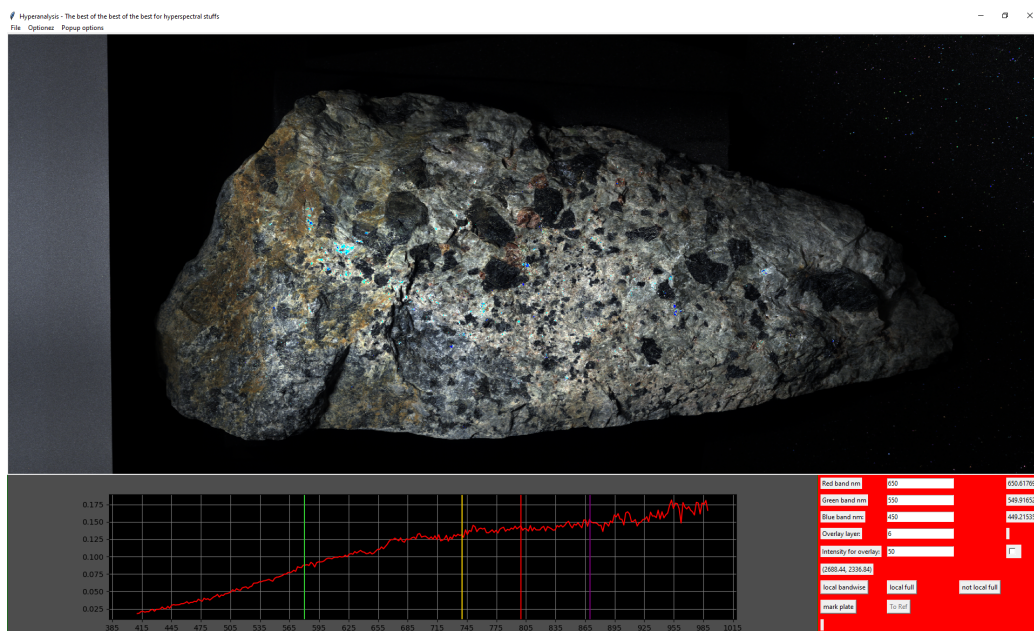 Hyperanalysis - The best of the best of the best for hyperspectral stuffs
File Optionez Popup options
0.175
0.150
0.125
0.100
0.075
0.050
0.025
385 415 445 475 505 535 565 595 625 655 685 715 745 775 805 835 865 895 925 955 985 1015
Red band nm 650 650.61769
Green band nm 550 549.91652
Blue band nm: 450 449.21535
Overlay layer: 6
Intensity for overlay: 50
(2688.44, 2336.84)
local bandwise local full not local full
mark plate To Ref